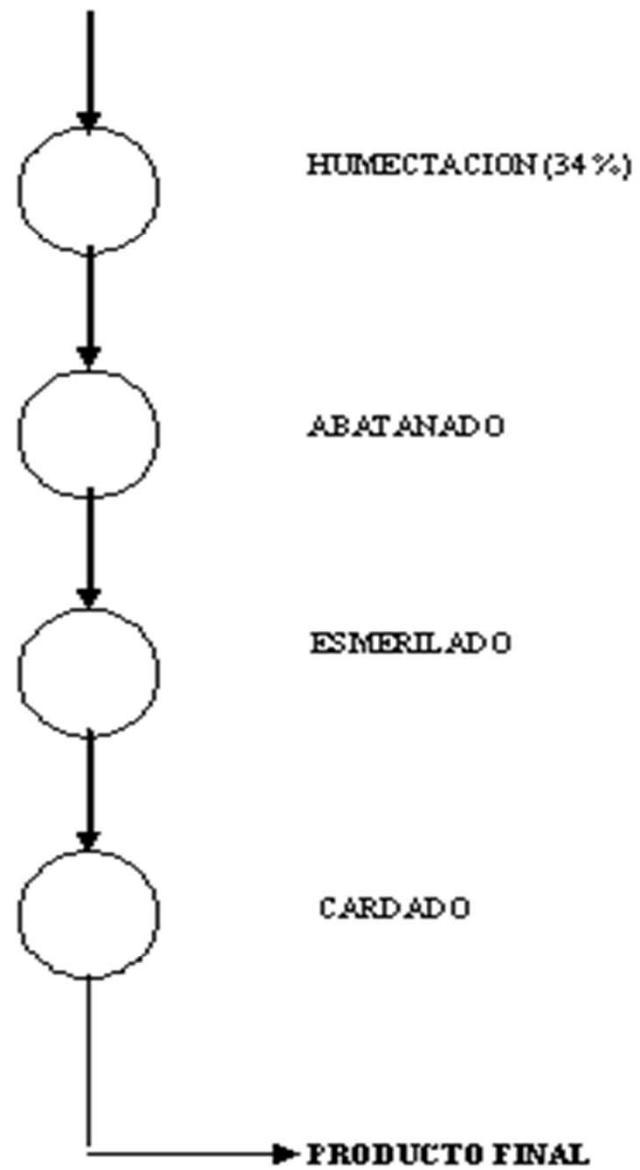 HUMECTACION (34 %)
ABATANADO
ESMERILADO
CARDADO
PRODUCTO FINAL